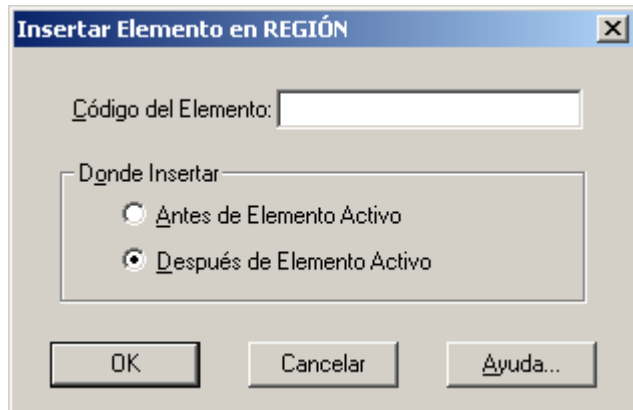 Insertar Elemento en REGIÓN
Código del Elemento:
Donde Insertar
Antes de Elemento Activo
Después de Elemento Activo
OK Cancelar Ayuda...